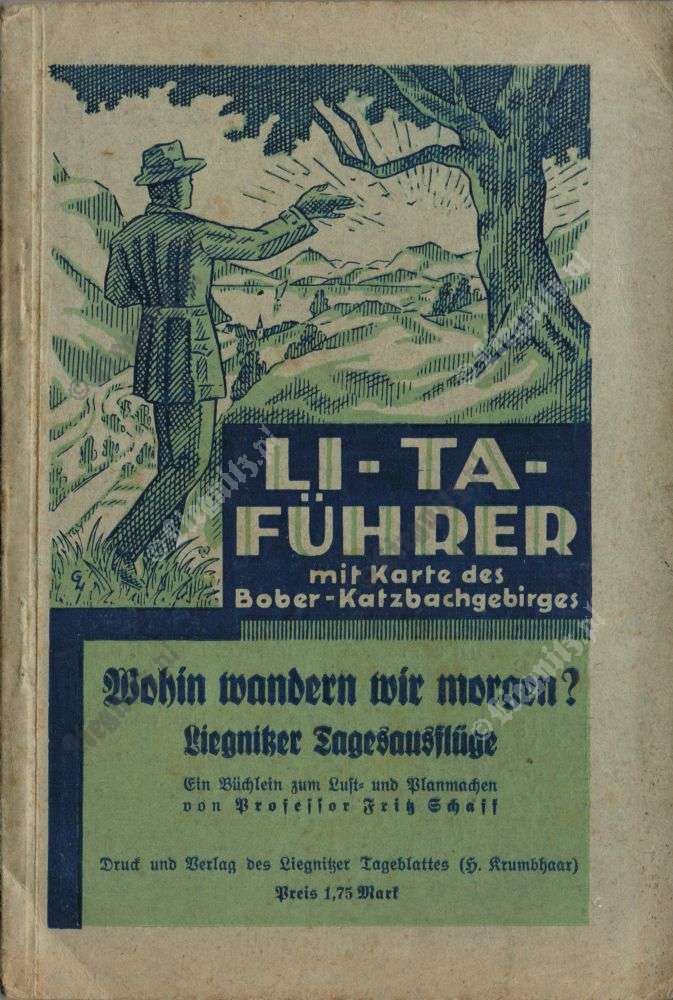 LI-TA-
FÜHRER
mit Karte des
Bober-Katzbachgebirges
Wohin wandern wir morgen?
Liegnitzer Tagesausflüge
Ein Büchlein zum Lust- und Planmachen
von Professor Fritz Schaff
Druck und Verlag des Liegnitzer Tageblattes (H. Krumbhaar)
Preis 1,75 Mark